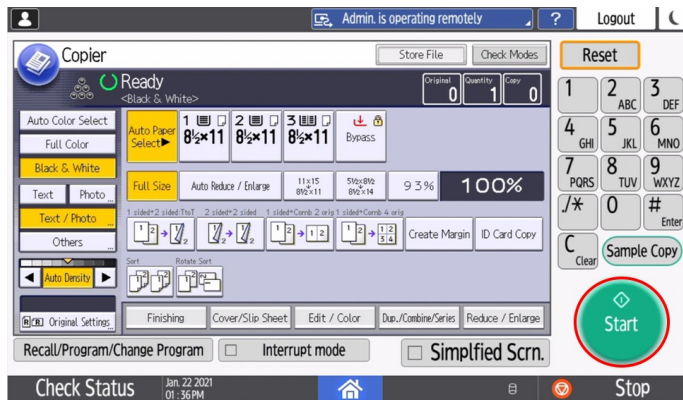 Admin. is operating remotely
?
Logout
Copier
Store File
Check Modes
Reset
Ready
<Black & White>
Original
0
Quantity
1
Copy
0
1
2 ABC
3 DEF
4 GHI
5 JKL
6 MNO
7 PQRS
8 TUV
9 WXYZ
./*
0
# Enter
C Clear
Sample Copy
Start
Auto Color Select
Full Color
Black & White
Text
Photo
Text / Photo
Others
Auto Density
Original Settings
Auto Paper
Select▶
1
8½×11
2
8½×11
3
8½×11
Bypass
Full Size
Auto Reduce / Enlarge
11×15
8½×11
5½×8½
8½×14
93%
100%
1 sided→2 sided:TtoT
2 sided→2 sided
1 sided→Comb 2 orig
1 sided→Comb 4 orig
Create Margin
ID Card Copy
Sort
Rotate Sort
Finishing
Cover/Slip Sheet
Edit / Color
Dup./Combine/Series
Reduce / Enlarge
Recall/Program/Change Program
Interrupt mode
Simplfied Scrn.
Check Status
Jan. 22 2021
01:36PM
Stop